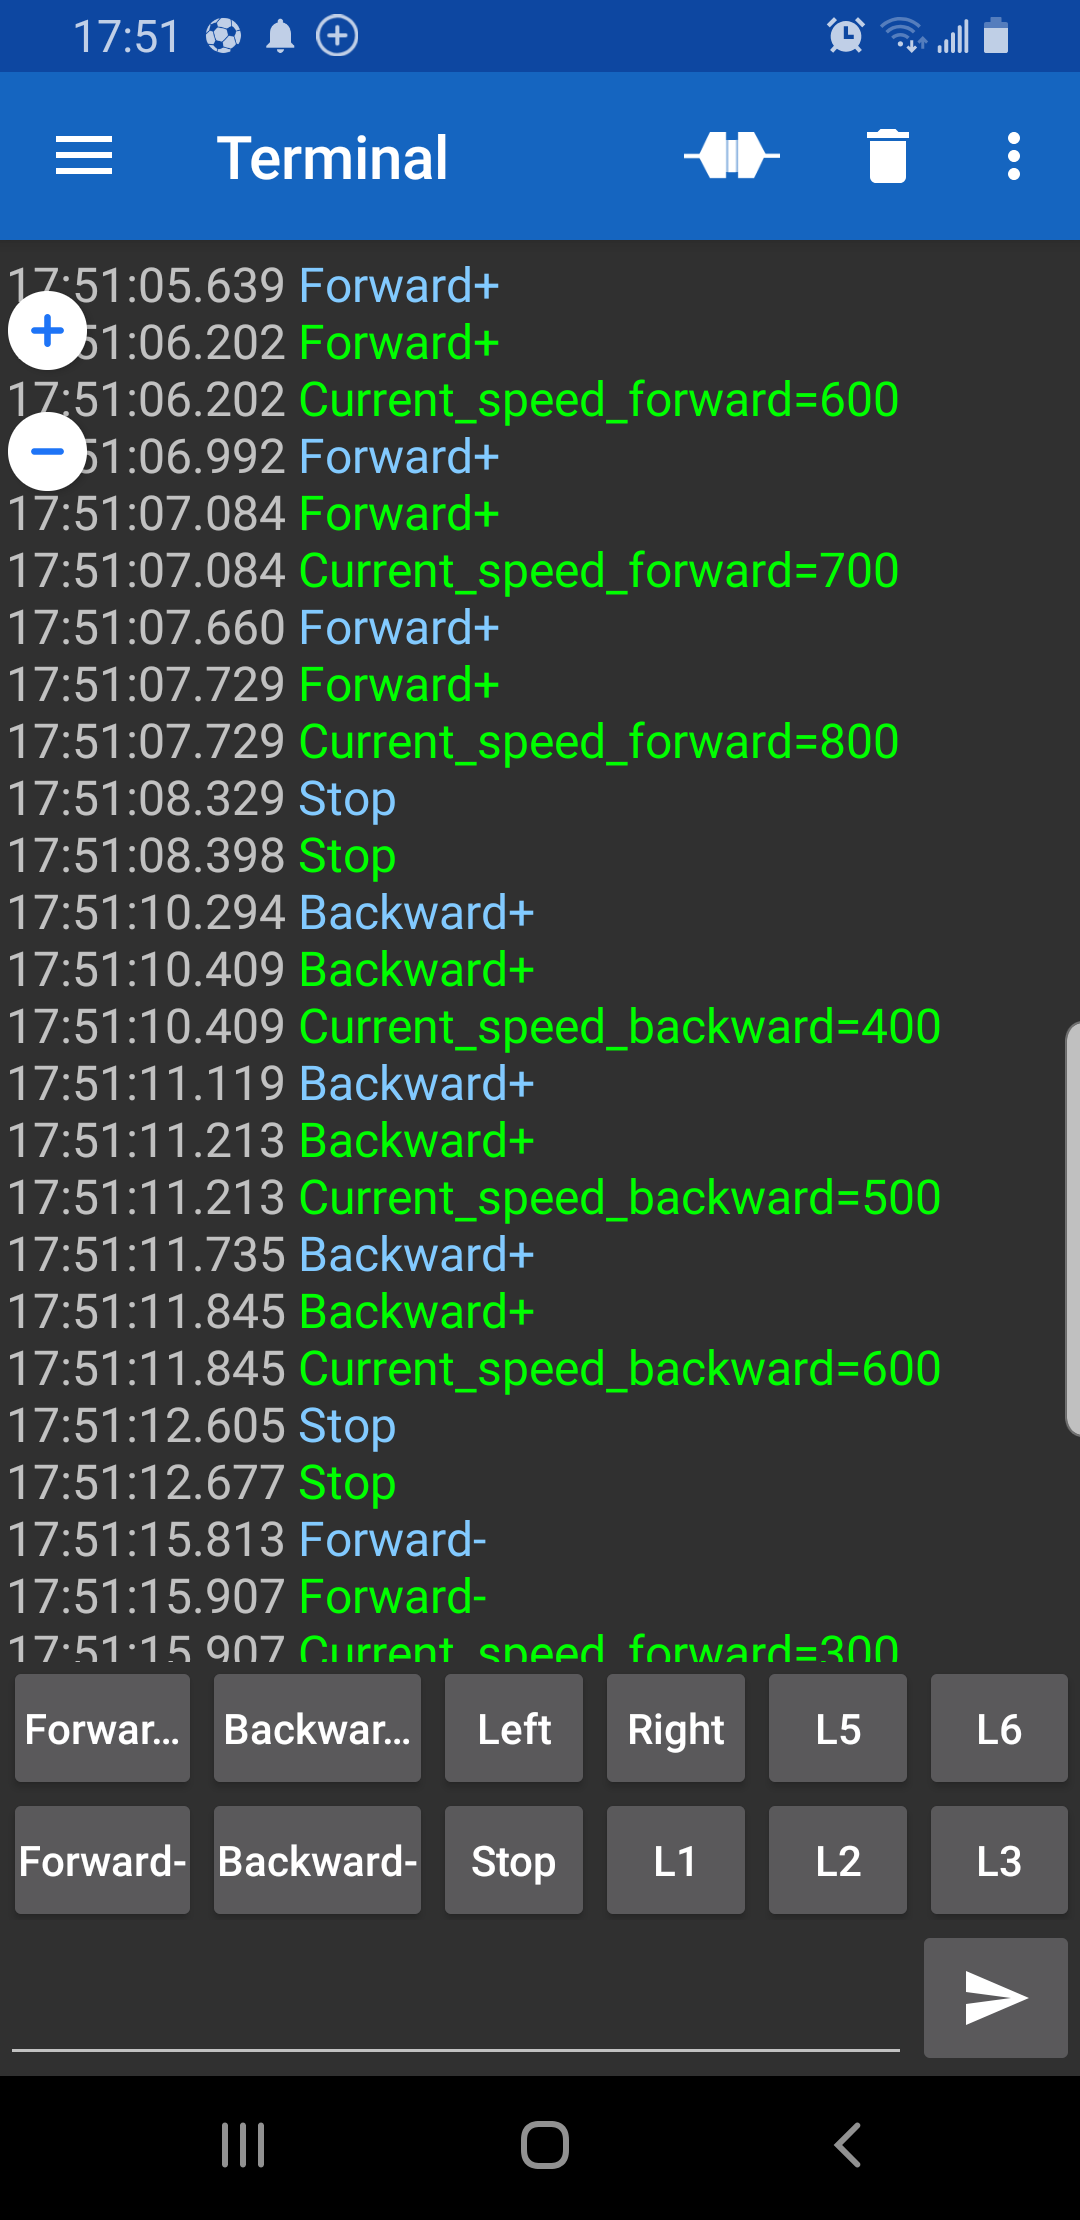 17:51
Terminal
17:51:05.639 Forward+
51:06.202 Forward+
17:51:06.202 Current_speed_forward=600
51:06.992 Forward+
17:51:07.084 Forward+
17:51:07.084 Current_speed_forward=700
17:51:07.660 Forward+
17:51:07.729 Forward+
17:51:07.729 Current_speed_forward=800
17:51:08.329 Stop
17:51:08.398 Stop
17:51:10.294 Backward+
17:51:10.409 Backward+
17:51:10.409 Current_speed_backward=400
17:51:11.119 Backward+
17:51:11.213 Backward+
17:51:11.213 Current_speed_backward=500
17:51:11.735 Backward+
17:51:11.845 Backward+
17:51:11.845 Current_speed_backward=600
17:51:12.605 Stop
17:51:12.677 Stop
17:51:15.813 Forward-
17:51:15.907 Forward-
17:51:15.907 Current_speed_forward=300
Forwar... Backwar... Left Right L5 L6
Forward- Backward- Stop L1 L2 L3